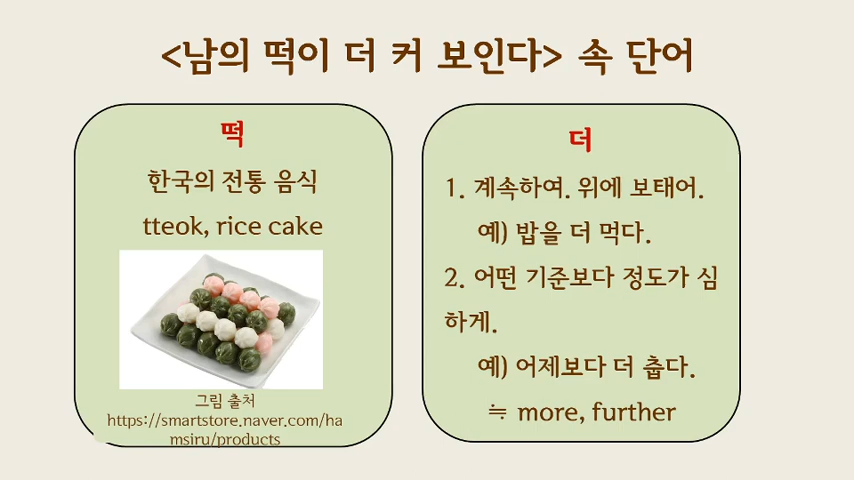 <남의 떡이 더 커 보인다> 속 단어
떡
한국의 전통 음식
tteok, rice cake
그림 출처
https://smartstore.naver.com/ha
msiru/products
더
1. 계속하여. 위에 보태어.
예) 밥을 더 먹다.
2. 어떤 기준보다 정도가 심
하게.
예) 어제보다 더 춥다.
≒ more, further